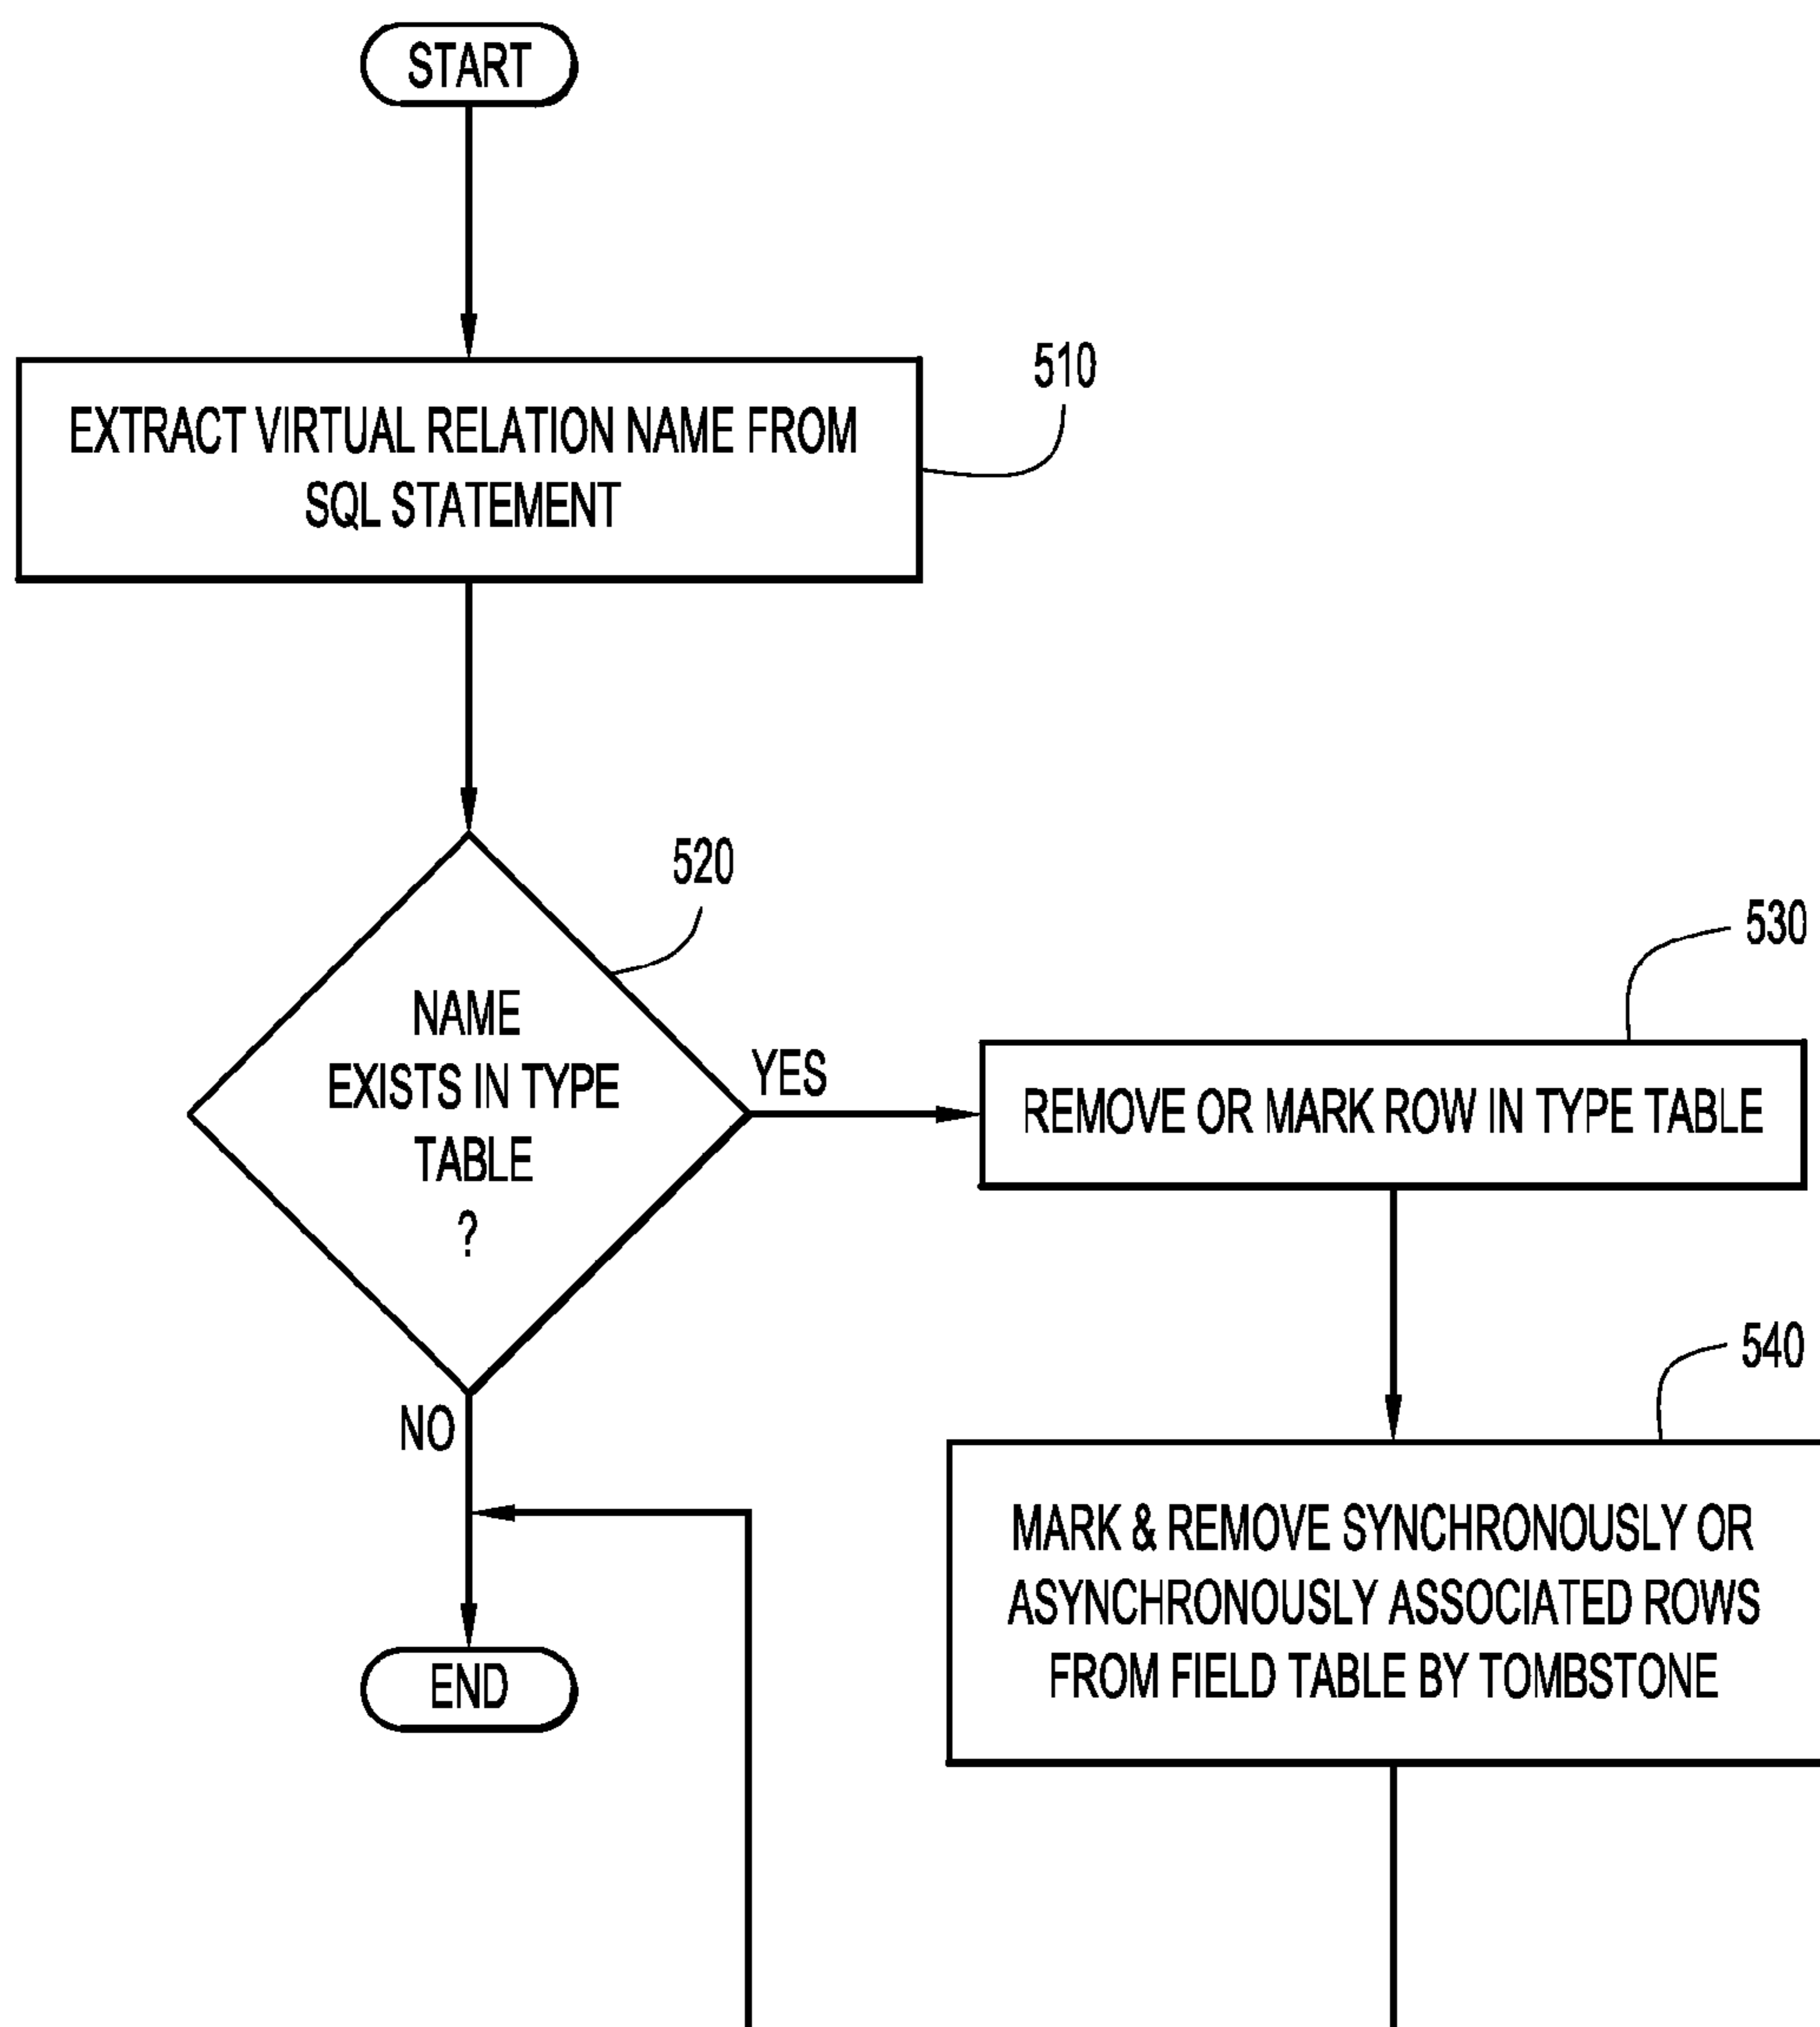 START
510
EXTRACT VIRTUAL RELATION NAME FROM
SQL STATEMENT
520
NAME
EXISTS IN TYPE
TABLE
?
YES
530
REMOVE OR MARK ROW IN TYPE TABLE
NO
540
MARK & REMOVE SYNCHRONOUSLY OR
ASYNCHRONOUSLY ASSOCIATED ROWS
FROM FIELD TABLE BY TOMBSTONE
END